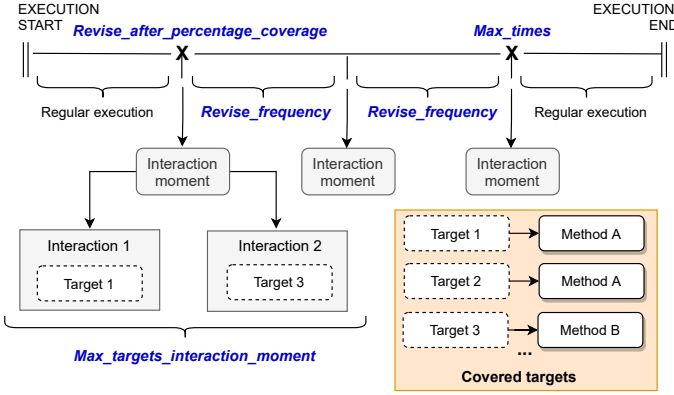 EXECUTION
START
EXECUTION
END
Revise_after_percentage_coverage
Max_times
X
X
Regular execution
Revise_frequency
Revise_frequency
Regular execution
Interaction
moment
Interaction
moment
Interaction
moment
Interaction 1
Target 1
Interaction 2
Target 3
Max_targets_interaction_moment
Target 1
Method A
Target 2
Method A
Target 3
Method B
...
Covered targets